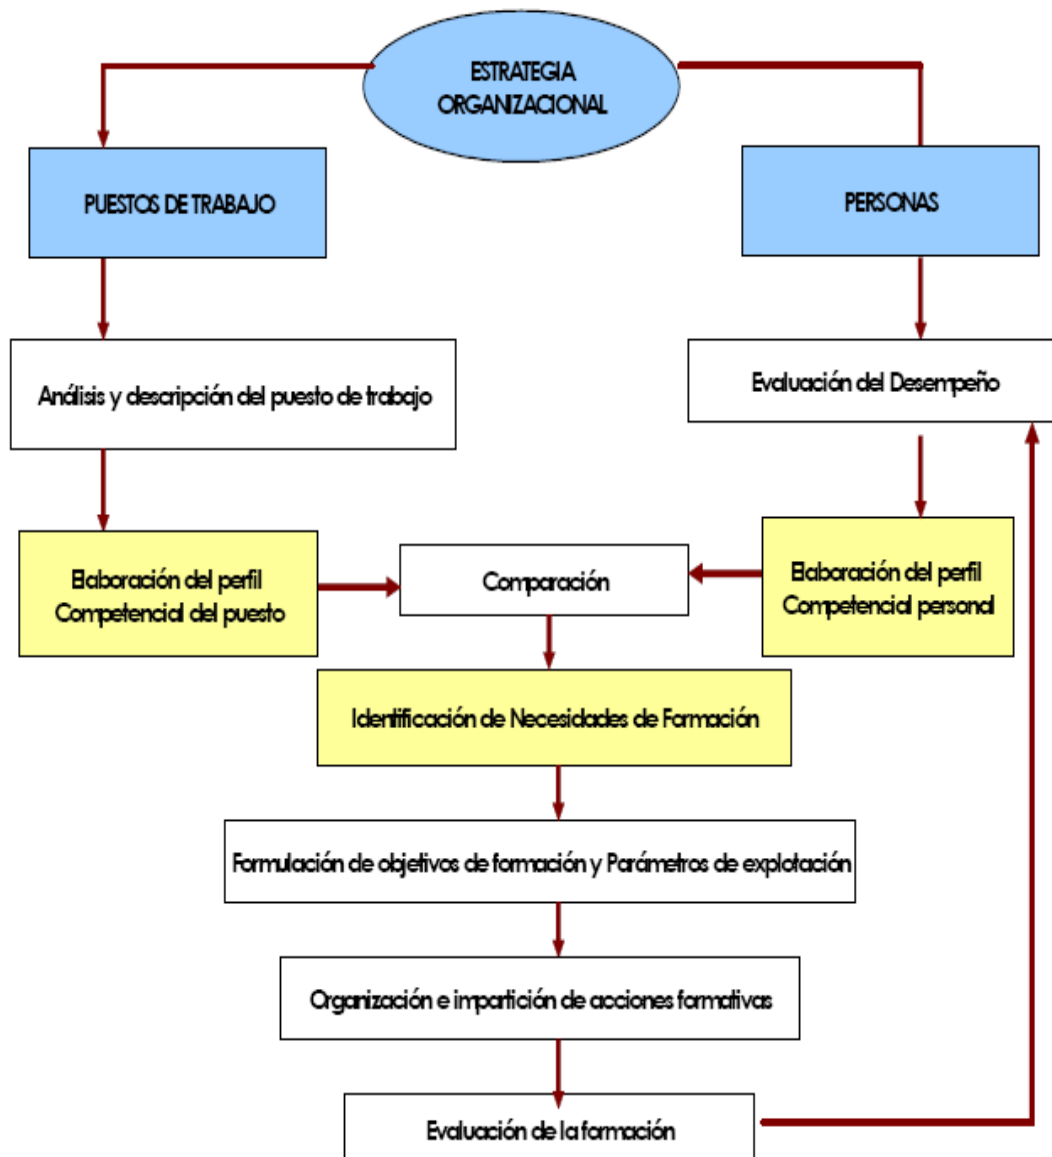 ESTRATEGIA
ORGANIZACIONAL
PUESTOS DE TRABAJO
PERSONAS
Análisis y descripción del puesto de trabajo
Evaluación del Desempeño
Elaboración del perfil
Competencial del puesto
Comparación
Elaboración del perfil
Competencial personal
Identificación de Necesidades de Formación
Formulación de objetivos de formación y Parámetros de explotación
Organización e impartición de acciones formativas
Evaluación de la formación